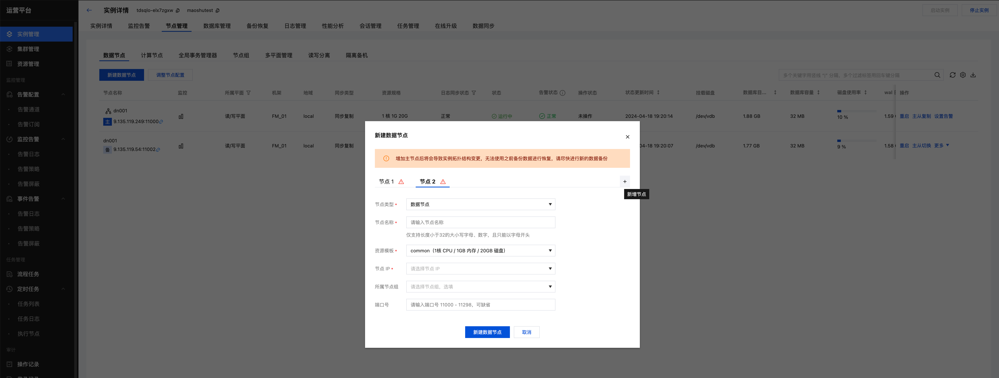 运营平台
实例管理
集群管理
资源管理
监控管理
告警配置
告警通道
告警订阅
监控告警
告警日志
告警策略
告警屏蔽
事件告警
告警日志
告警策略
告警屏蔽
任务管理
流程任务
定时任务
任务列表
任务日志
执行节点
审计
操作记录
实例详情 tdsqlo-elx7zgxw maoshutest 启动实例 停止实例
实例详情 监控告警 节点管理 数据库管理 备份恢复 日志管理 性能分析 会话管理 任务管理 在线升级 数据同步
数据节点 计算节点 全局事务管理器 节点组 多平面管理 读写分离 隔离备机
新建数据节点 调整节点配置 多个关键字用竖线 "|" 分隔，多个过滤标签用回车键分隔
节点名称 监控 所属平面 机架 地域 同步类型 资源规格 日志同步状态 状态 告警状态 操作状态 状态更新时间 挂载磁盘 数据库目... 数据库容量 磁盘使用率 wal 操作
dn001
主 9.135.119.249:11000 读/写平面 FM_01 local 同步复制 1 核 1G 20G 正常 运行中 正常 未操作 2024-04-18 19:20:14 /dev/vdb 1.88 GB 32 MB 10 % 1.59 重启 主从复制 设置告警
dn001
备 9.135.119.54:11002 读/写平面 FM_01 local 同步复制 04-18 19:20:07 /dev/vdb 1.77 GB 32 MB 9 % 1.58 重启 主从切换 更多
新建数据节点
增加主节点后将会导致实例拓扑结构变更，无法使用之前备份数据进行恢复，请尽快进行新的数据备份
节点 1 节点 2 +
新增节点
节点类型 * 数据节点
节点名称 * 请输入节点名称
仅支持长度小于32的大小写字母、数字，且只能以字母开头
资源模板 * common（1核 CPU / 1GB 内存 / 20GB 磁盘）
节点 IP * 请选择节点 IP
所属节点组 请选择节点组，选填
端口号 请输入端口号 11000 - 11298，可缺省
新建数据节点 取消